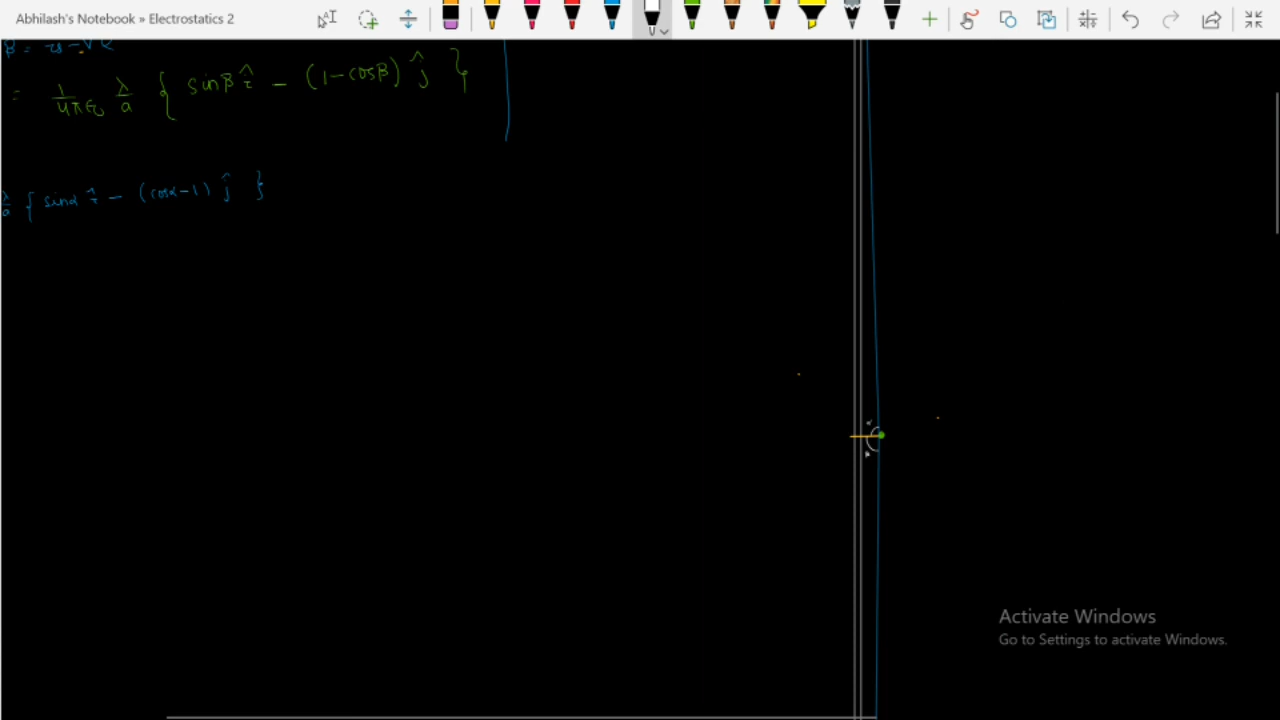 Abhilash's Notebook » Electrostatics 2
= 1/4πε₀ λ/a { sinβ î − (1−cosβ) ĵ }
λ/a { sinα î − (cosα−1) ĵ }
α
β
Activate Windows
Go to Settings to activate Windows.